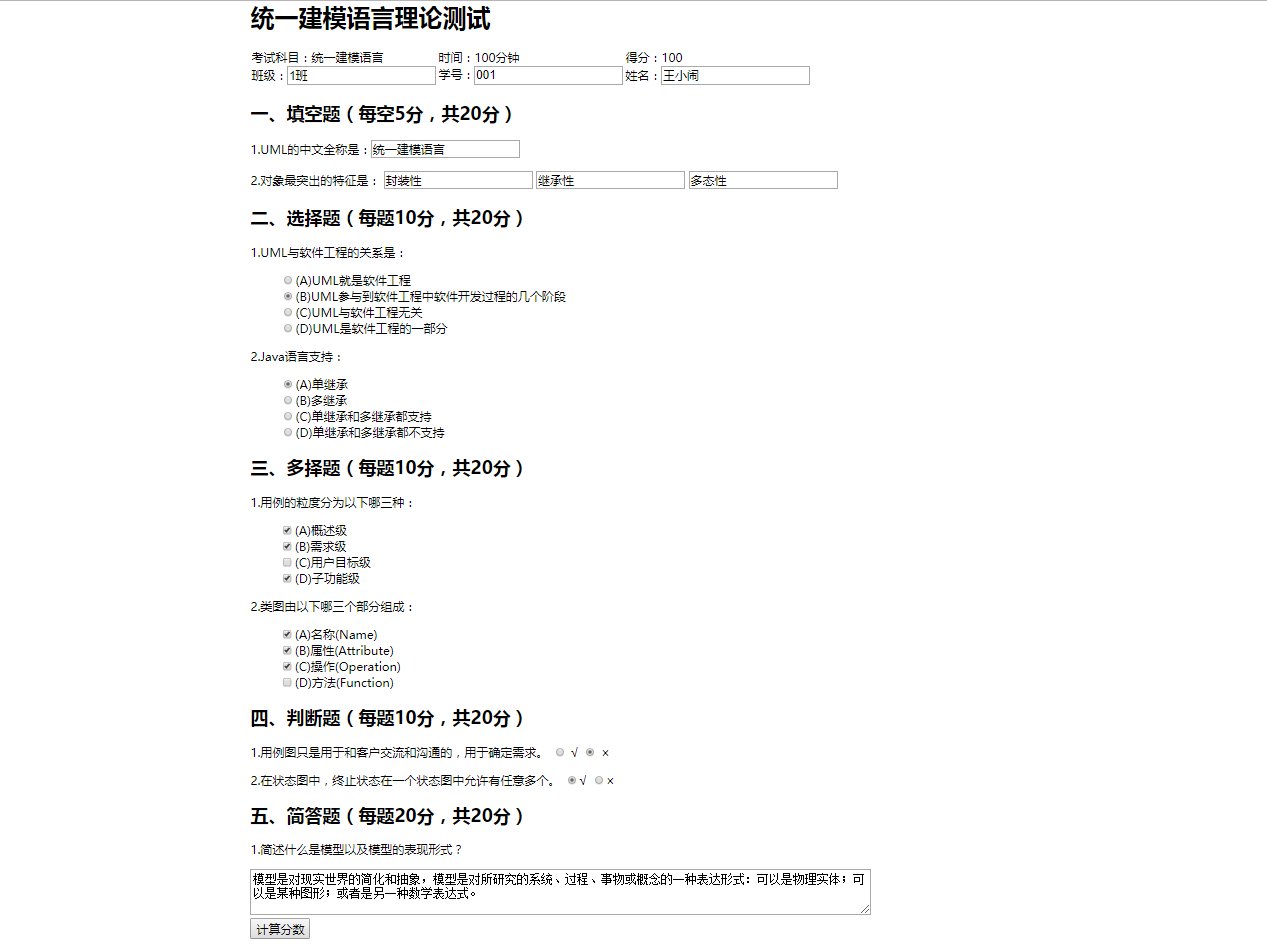 统一建模语言理论测试
考试科目：统一建模语言 时间：100分钟 得分：100
班级：1班 学号：001 姓名：王小闹
一、填空题（每空5分，共20分）
1.UML的中文全称是：统一建模语言
2.对象最突出的特征是： 封装性 继承性 多态性
二、选择题（每题10分，共20分）
1.UML与软件工程的关系是：
(A)UML就是软件工程
(B)UML参与到软件工程中软件开发过程的几个阶段
(C)UML与软件工程无关
(D)UML是软件工程的一部分
2.Java语言支持：
(A)单继承
(B)多继承
(C)单继承和多继承都支持
(D)单继承和多继承都不支持
三、多择题（每题10分，共20分）
1.用例的粒度分为以下哪三种：
(A)概述级
(B)需求级
(C)用户目标级
(D)子功能级
2.类图由以下哪三个部分组成：
(A)名称(Name)
(B)属性(Attribute)
(C)操作(Operation)
(D)方法(Function)
四、判断题（每题10分，共20分）
1.用例图只是用于和客户交流和沟通的，用于确定需求。 √ ×
2.在状态图中，终止状态在一个状态图中允许有任意多个。 √ ×
五、简答题（每题20分，共20分）
1.简述什么是模型以及模型的表现形式？
模型是对现实世界的简化和抽象，模型是对所研究的系统、过程、事物或概念的一种表达形式：可以是物理实体；可
以是某种图形；或者是另一种数学表达式。
计算分数